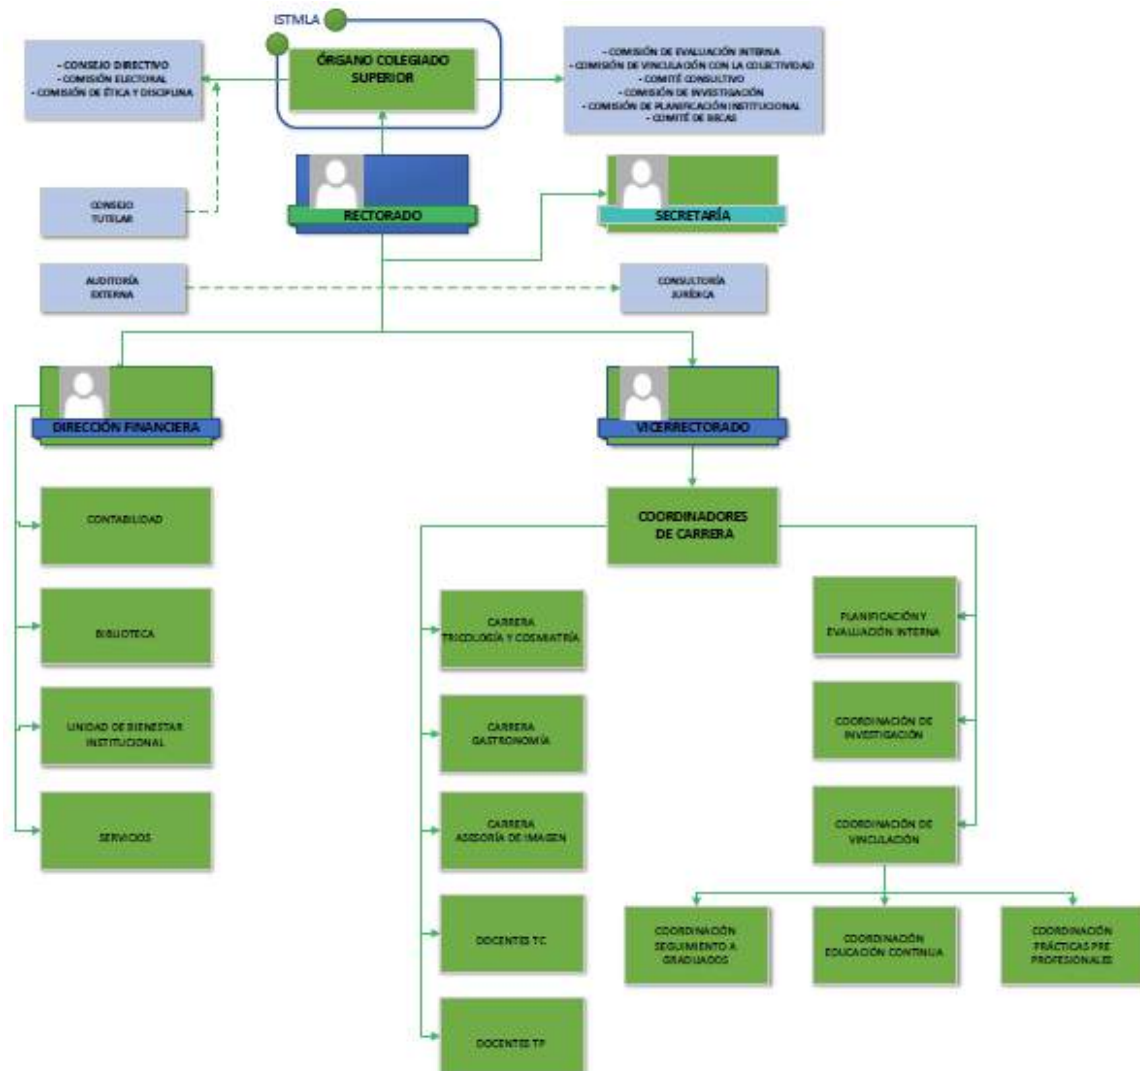 ISTMLA
ÓRGANO COLEGIADO
SUPERIOR
- CONSEJO DIRECTIVO
- COMISIÓN ELECTORAL
- COMISIÓN DE ÉTICA Y DISCIPLINA
- COMISIÓN DE EVALUACIÓN INTERNA
- COMISIÓN DE VINCULACIÓN CON LA COLECTIVIDAD
- COMITÉ CONSULTIVO
- COMISIÓN DE INVESTIGACIÓN
- COMISIÓN DE PLANIFICACIÓN INSTITUCIONAL
- COMITÉ DE BECAS
CONSEJO
TUTELAR
RECTORADO
SECRETARÍA
AUDITORÍA
EXTERNA
CONSULTORÍA
JURÍDICA
DIRECCIÓN FINANCIERA
VICERRECTORADO
CONTABILIDAD
BIBLIOTECA
UNIDAD DE BIENESTAR
INSTITUCIONAL
SERVICIOS
COORDINADORES
DE CARRERA
CARRERA
TRICOLOGÍA Y COSMIATRÍA
CARRERA
GASTRONOMÍA
CARRERA
ASESORÍA DE IMAGEN
DOCENTES TC
DOCENTES TP
PLANIFICACIÓN Y
EVALUACIÓN INTERNA
COORDINACIÓN DE
INVESTIGACIÓN
COORDINACIÓN DE
VINCULACIÓN
COORDINACIÓN
SEGUIMIENTO A
GRADUADOS
COORDINACIÓN
EDUCACIÓN CONTINUA
COORDINACIÓN
PRÁCTICAS PRE
PROFESIONALES